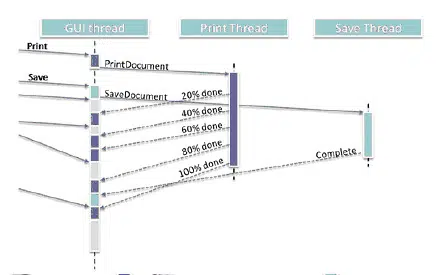 GUI thread
Print Thread
Save Thread
Print
PrintDocument
Save
SaveDocument
20% done
40% done
60% done
80% done
100% done
Complete